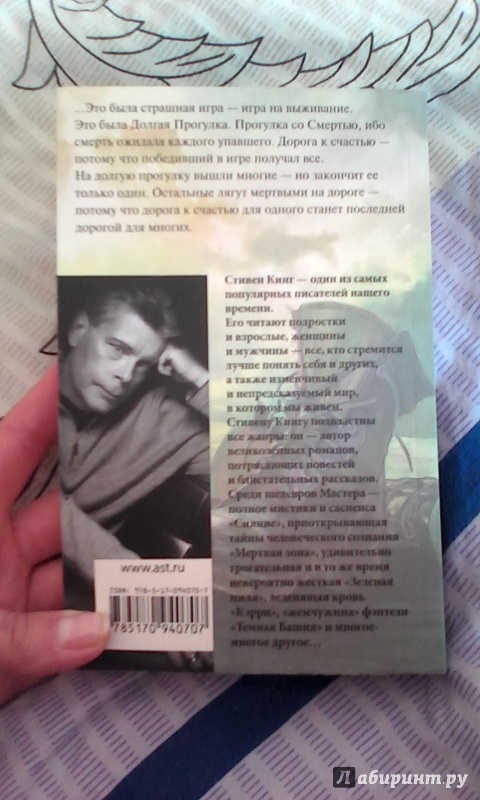 ...Это была страшная игра — игра на выживание.
Это была Долгая Прогулка. Прогулка со Смертью, ибо
смерть ожидала каждого упавшего. Дорога к счастью —
потому что победивший в игре получал все.
На долгую прогулку вышли многие — но закончит ее
только один. Остальные лягут мертвыми на дороге —
потому что дорога к счастью для одного станет последней
дорогой для многих.
Стивен Кинг — один из самых
популярных писателей нашего
времени.
Его читают подростки
и взрослые, женщины
и мужчины — все, кто стремится
лучше понять себя и других,
а также изменчивый
и непредсказуемый мир,
в котором мы живем.
Стивену Кингу подвластны
все жанры: он — автор
великолепных романов,
потрясающих повестей
и блистательных рассказов.
Среди шедевров Мастера —
полное мистики и саспенса
«Сияние», приоткрывающая
тайны человеческого сознания
«Мертвая зона», удивительно
трогательная и в то же время
невероятно жесткая «Зеленая
миля», леденящая кровь
«Кэрри», «жемчужина» фэнтези
«Темная Башня» и многое-
многое другое...
www.ast.ru
ISBN: 978-5-17-094070-7
9785170940707
Лабиринт.ру